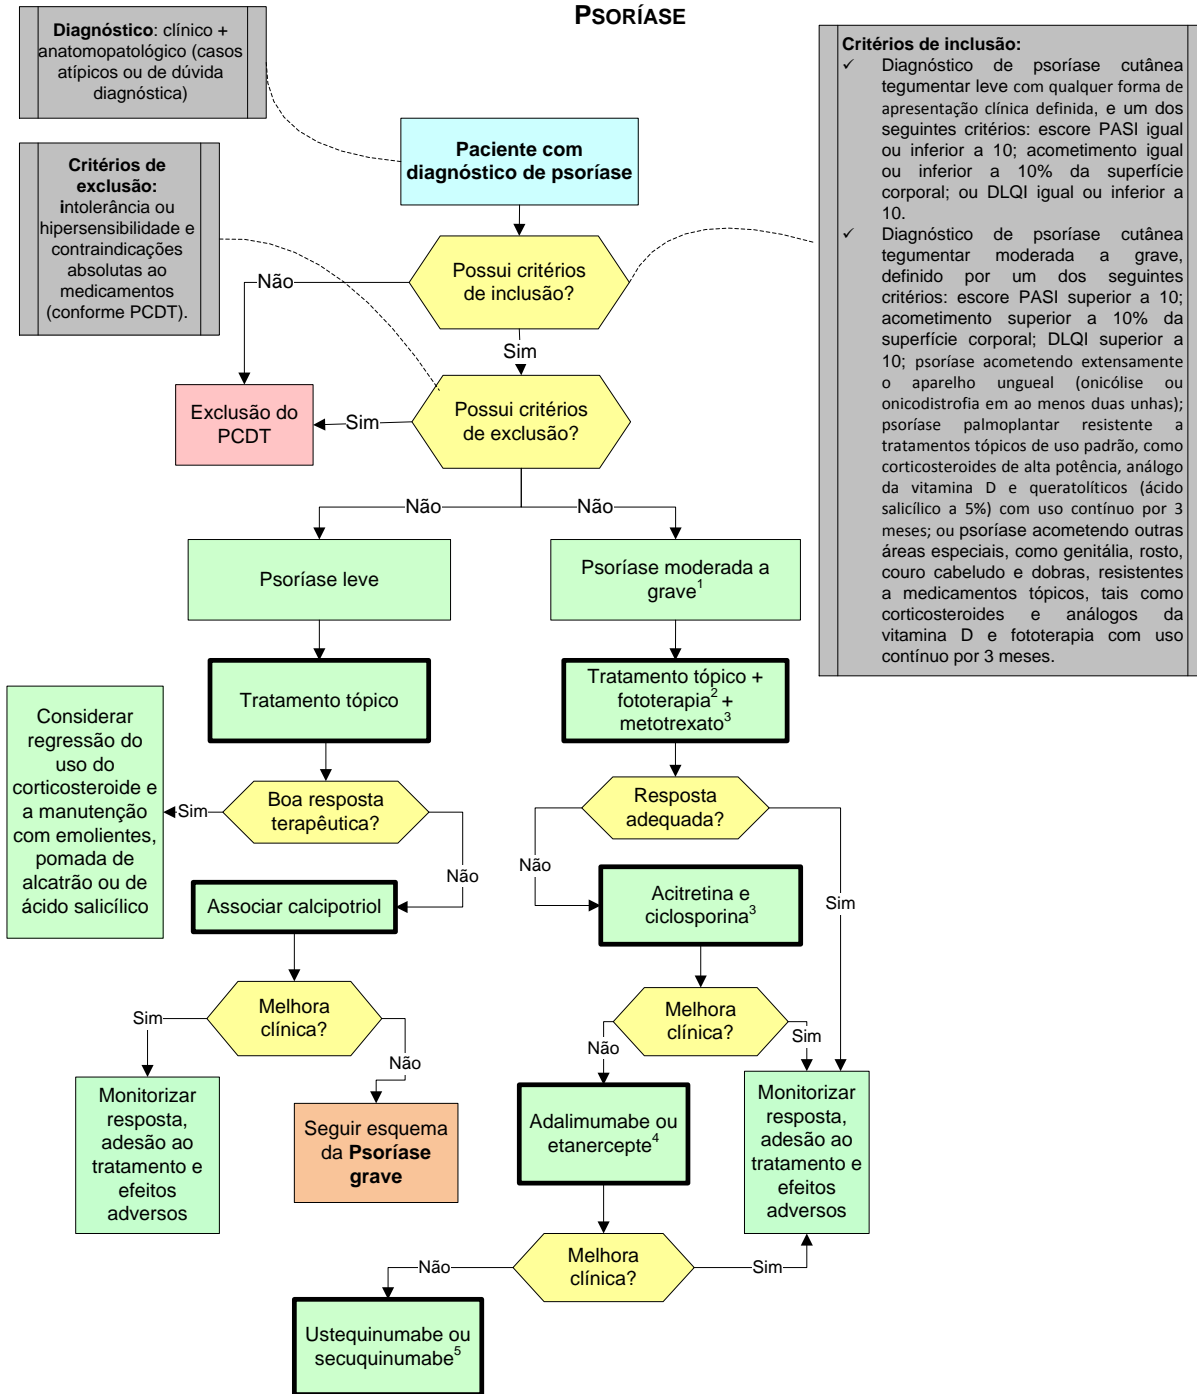 PSORÍASE
Diagnóstico: clínico +
anatomopatológico (casos
atípicos ou de dúvida
diagnóstica)
Critérios de
exclusão:
intolerância ou
hipersensibilidade e
contraindicações
absolutas ao
medicamentos
(conforme PCDT).
Critérios de inclusão:
✓ Diagnóstico de psoríase cutânea
tegumentar leve com qualquer forma de
apresentação clínica definida, e um dos
seguintes critérios: escore PASI igual
ou inferior a 10; acometimento igual
ou inferior a 10% da superfície
corporal; ou DLQI igual ou inferior a
10.
✓ Diagnóstico de psoríase cutânea
tegumentar moderada a grave,
definido por um dos seguintes
critérios: escore PASI superior a 10;
acometimento superior a 10% da
superfície corporal; DLQI superior a
10; psoríase acometendo extensamente
o aparelho ungueal (onicólise ou
onicodistrofia em ao menos duas unhas);
psoríase palmoplantar resistente a
tratamentos tópicos de uso padrão, como
corticosteroides de alta potência, análogo
da vitamina D e queratolíticos (ácido
salicílico a 5%) com uso contínuo por 3
meses; ou psoríase acometendo outras
áreas especiais, como genitália, rosto,
couro cabeludo e dobras, resistentes
a medicamentos tópicos, tais como
corticosteroides e análogos da
vitamina D e fototerapia com uso
contínuo por 3 meses.
Paciente com
diagnóstico de psoríase
Possui critérios
de inclusão?
Não
Sim
Exclusão do
PCDT
Sim
Possui critérios
de exclusão?
Não
Não
Psoríase leve
Psoríase moderada a
grave¹
Tratamento tópico
Tratamento tópico +
fototerapia² +
metotrexato³
Considerar
regressão do
uso do
corticosteroide e
a manutenção
com emolientes,
pomada de
alcatrão ou de
ácido salicílico
Sim
Boa resposta
terapêutica?
Não
Resposta
adequada?
Não
Sim
Associar calcipotriol
Acitretina e
ciclosporina³
Melhora
clínica?
Sim
Não
Melhora
clínica?
Sim
Não
Monitorizar
resposta,
adesão ao
tratamento e
efeitos
adversos
Seguir esquema
da Psoríase
grave
Adalimumabe ou
etanercepte⁴
Monitorizar
resposta,
adesão ao
tratamento e
efeitos
adversos
Melhora
clínica?
Não
Sim
Ustequinumabe ou
secuquinumabe⁵